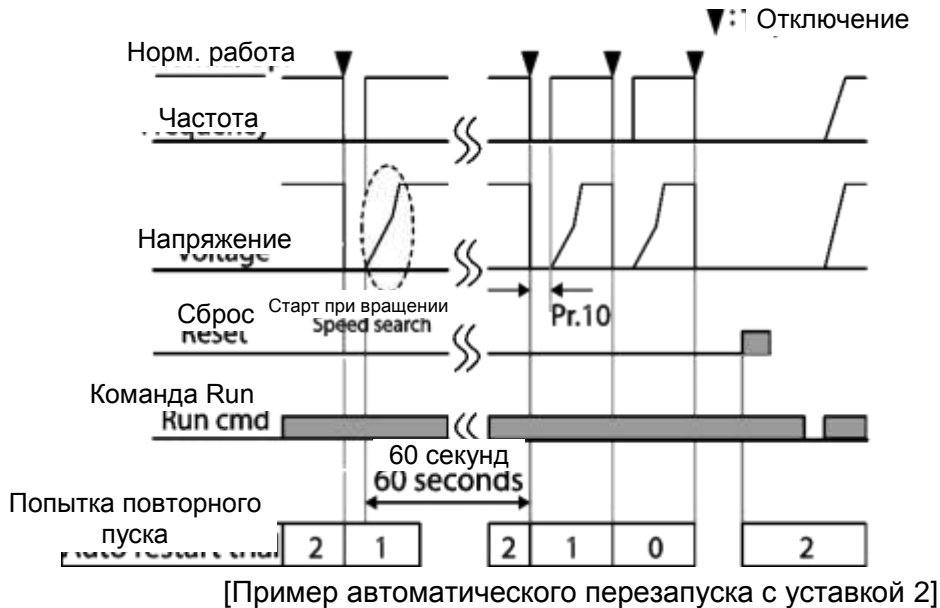 ▼: Отключение
Норм. работа
Частота
Напряжение
Voltage
Сброс
Reset
Старт при вращении
Speed search
Pr.10
Команда Run
Run cmd
60 секунд
60 seconds
Попытка повторного
пуска
2 1 2 1 0 2
[Пример автоматического перезапуска с уставкой 2]